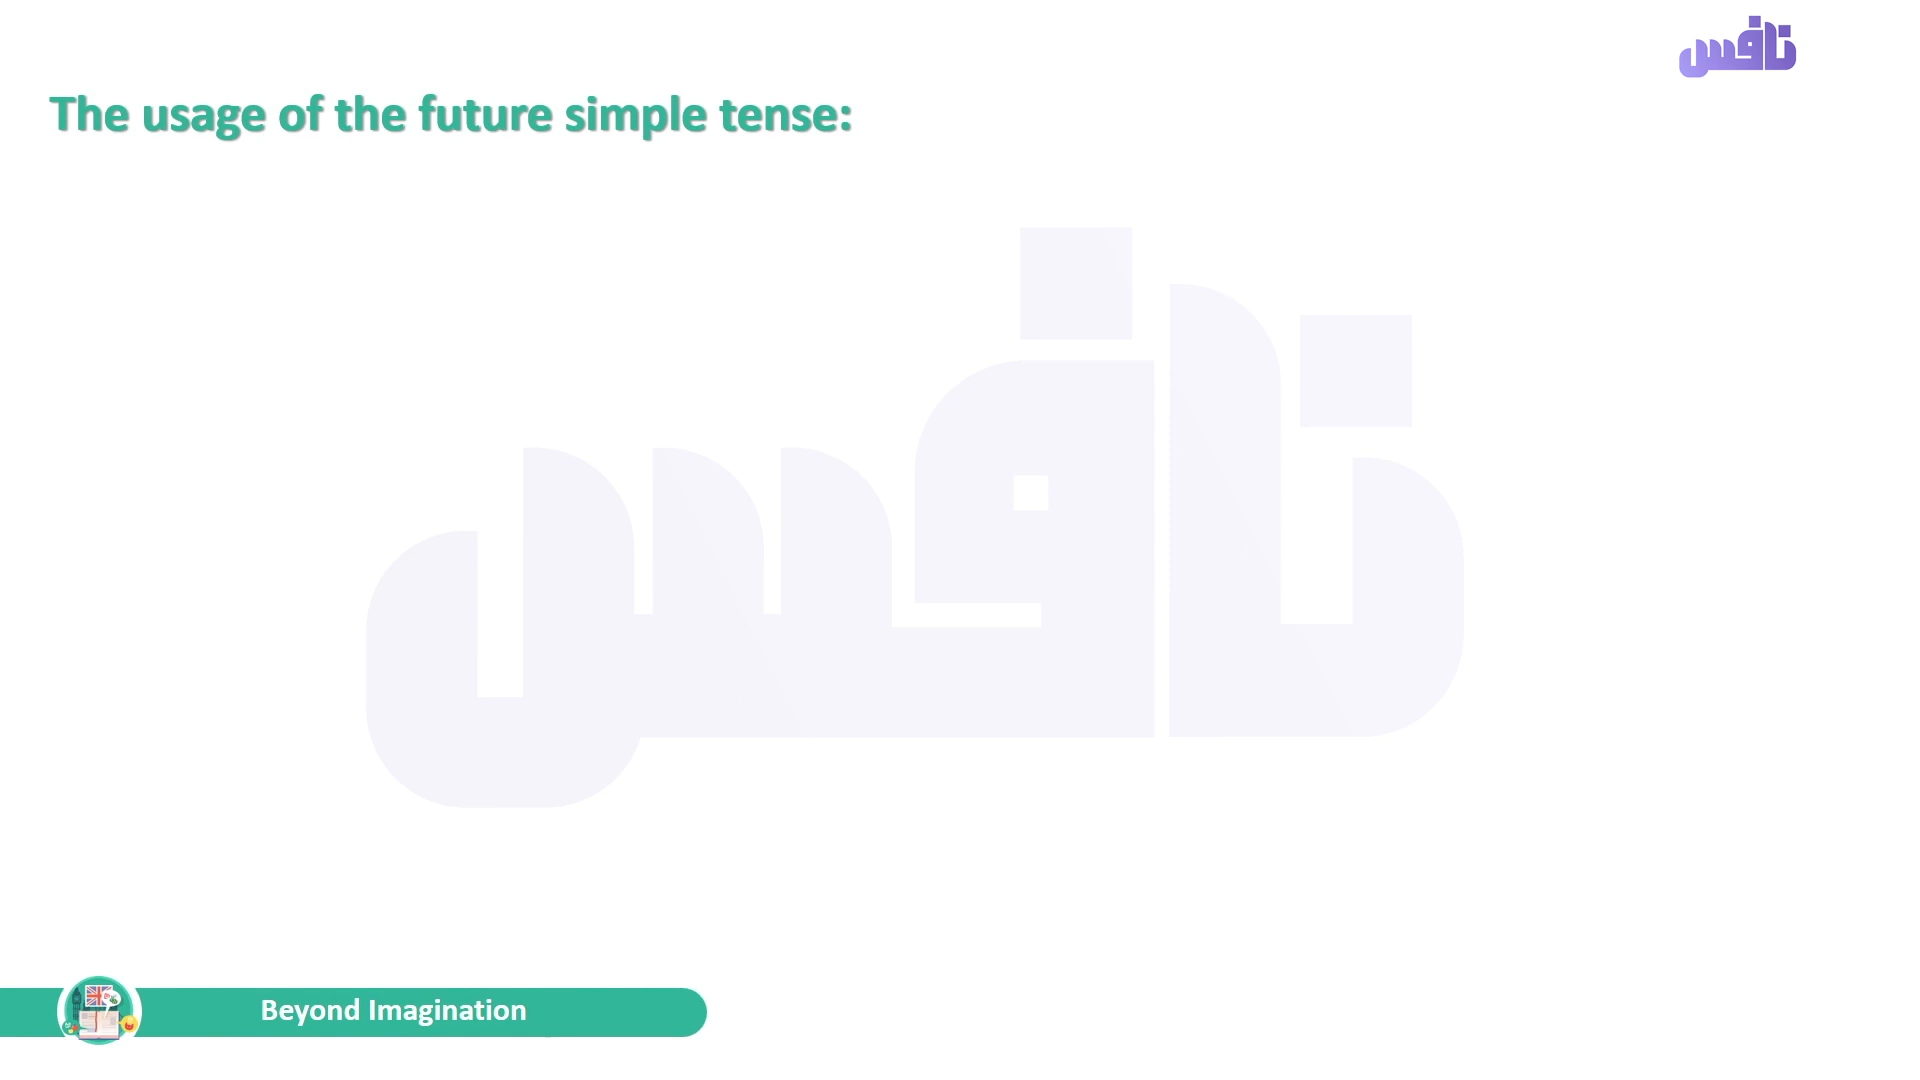 نافس
The usage of the future simple tense:
نافس
Beyond Imagination